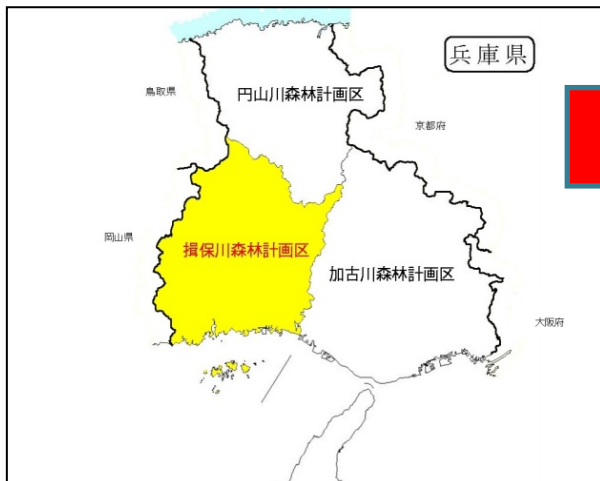 兵庫県
鳥取県
円山川森林計画区
京都府
岡山県
揖保川森林計画区
加古川森林計画区
大阪府